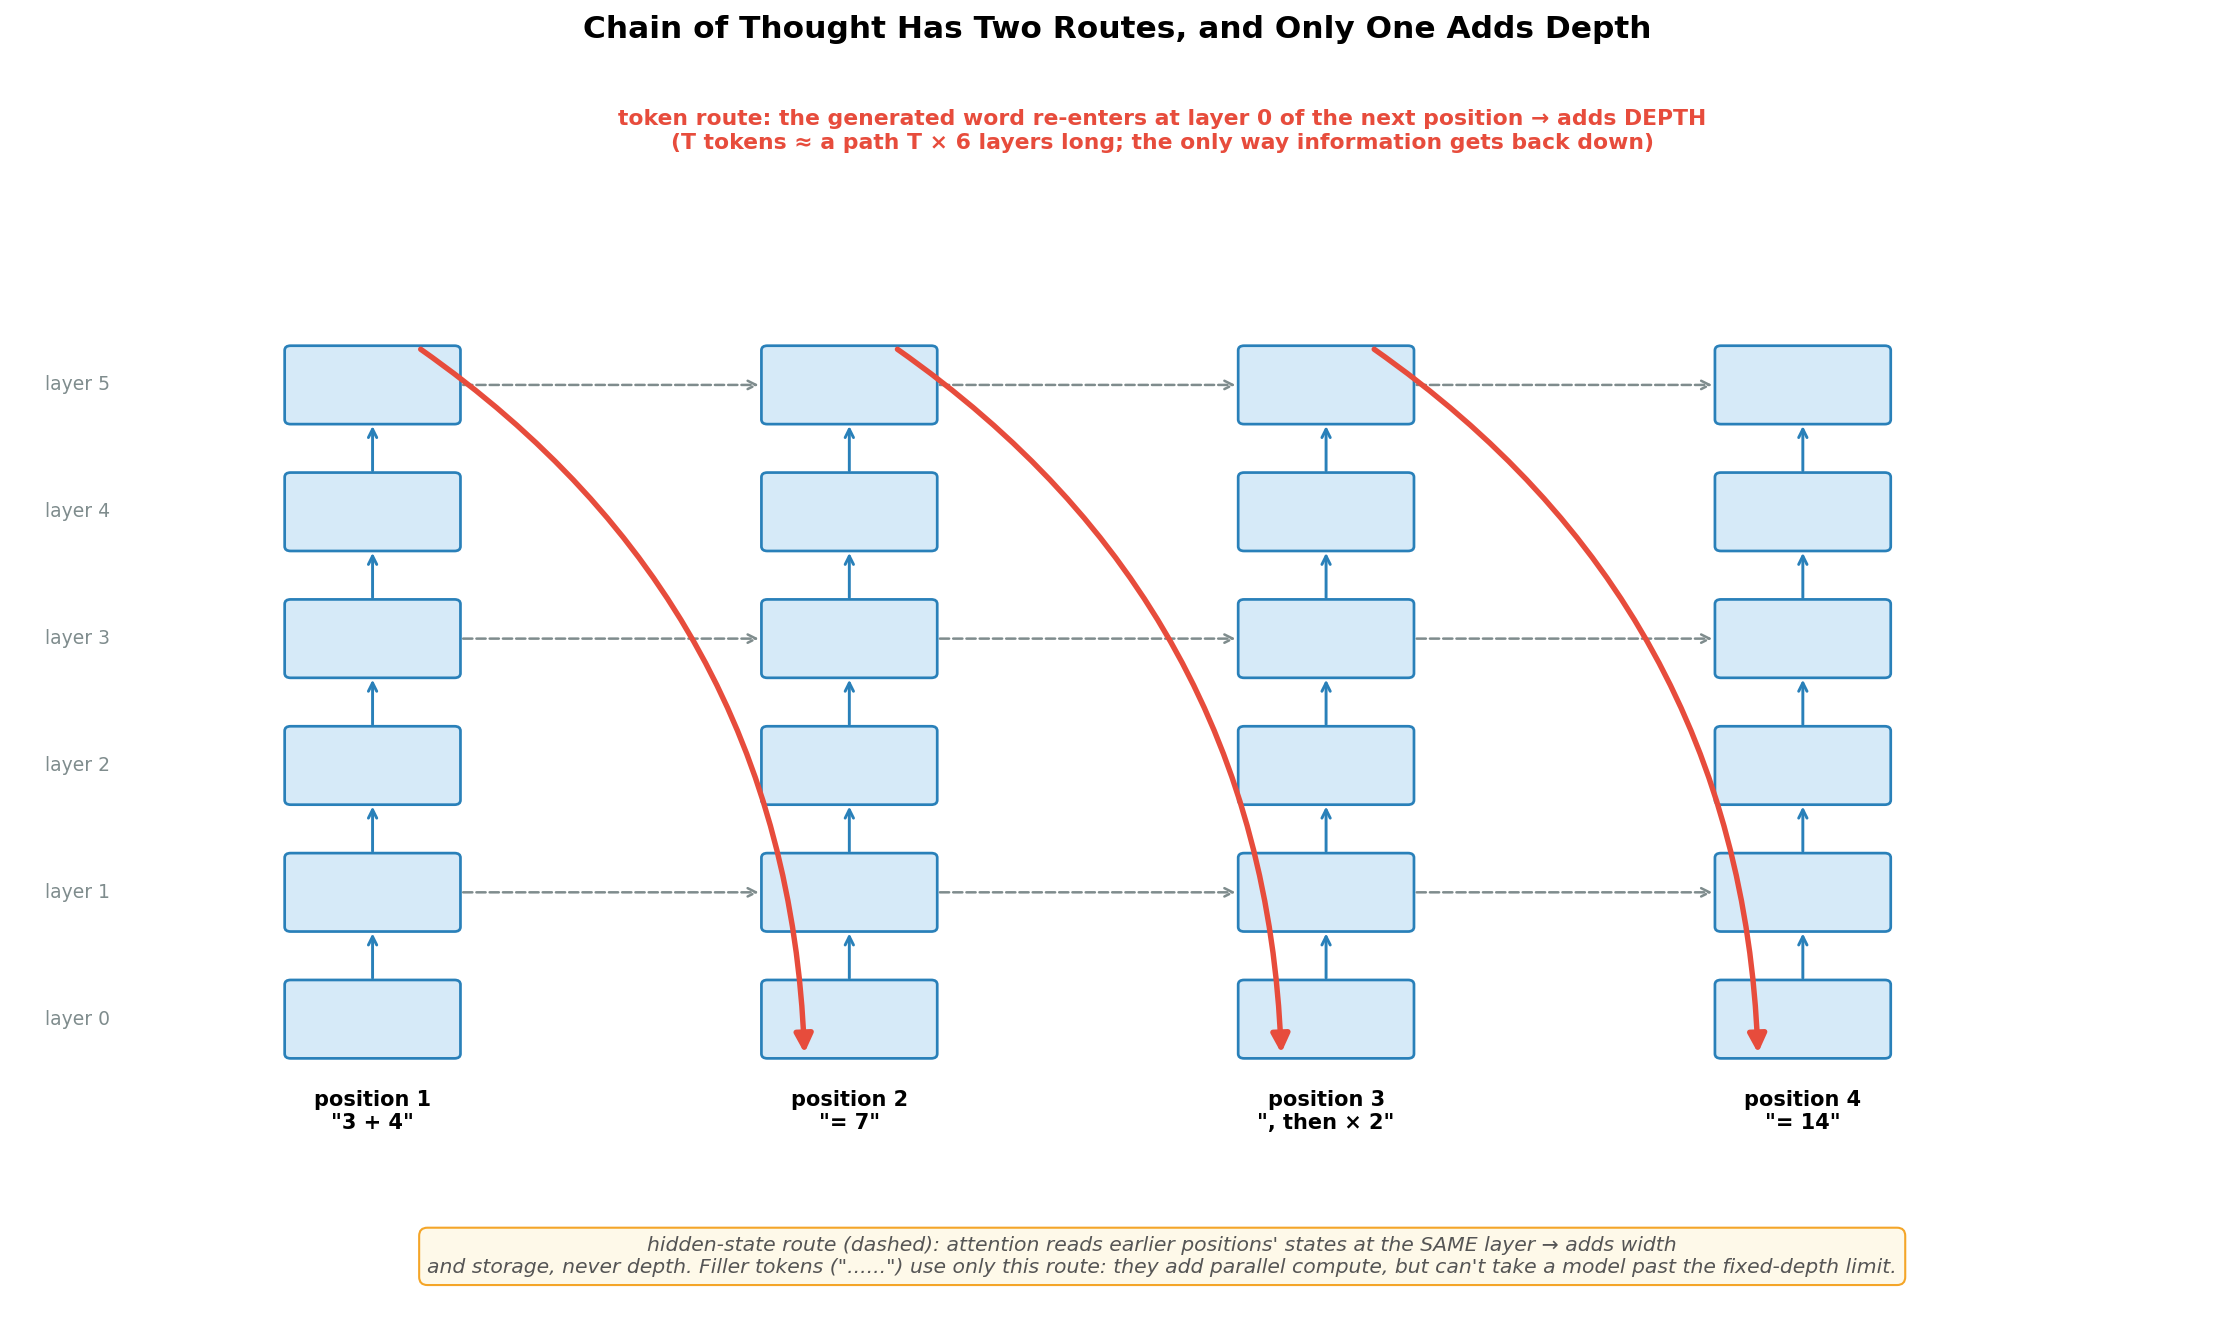 Chain of Thought Has Two Routes, and Only One Adds Depth
token route: the generated word re-enters at layer 0 of the next position → adds DEPTH
(T tokens ≈ a path T × 6 layers long; the only way information gets back down)
layer 5
layer 4
layer 3
layer 2
layer 1
layer 0
position 1
"3 + 4"
position 2
"= 7"
position 3
", then × 2"
position 4
"= 14"
hidden-state route (dashed): attention reads earlier positions' states at the SAME layer → adds width
and storage, never depth. Filler tokens ("......") use only this route: they add parallel compute, but can't take a model past the fixed-depth limit.